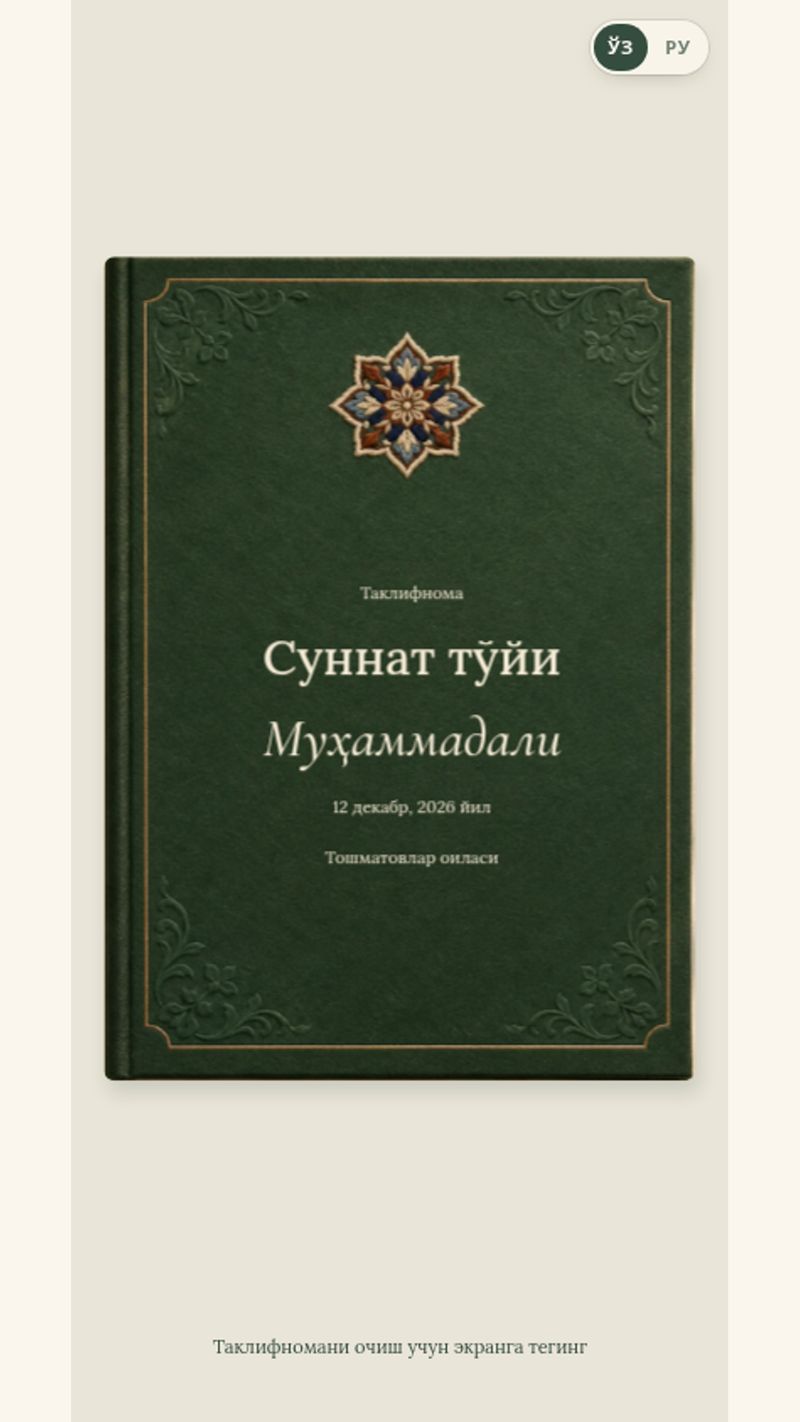 ЎЗ РУ
Таклифнома
Суннат тўйи
Муҳаммадали
12 декабр, 2026 йил
Тошматовлар оиласи
Таклифномани очиш учун экранга тегинг